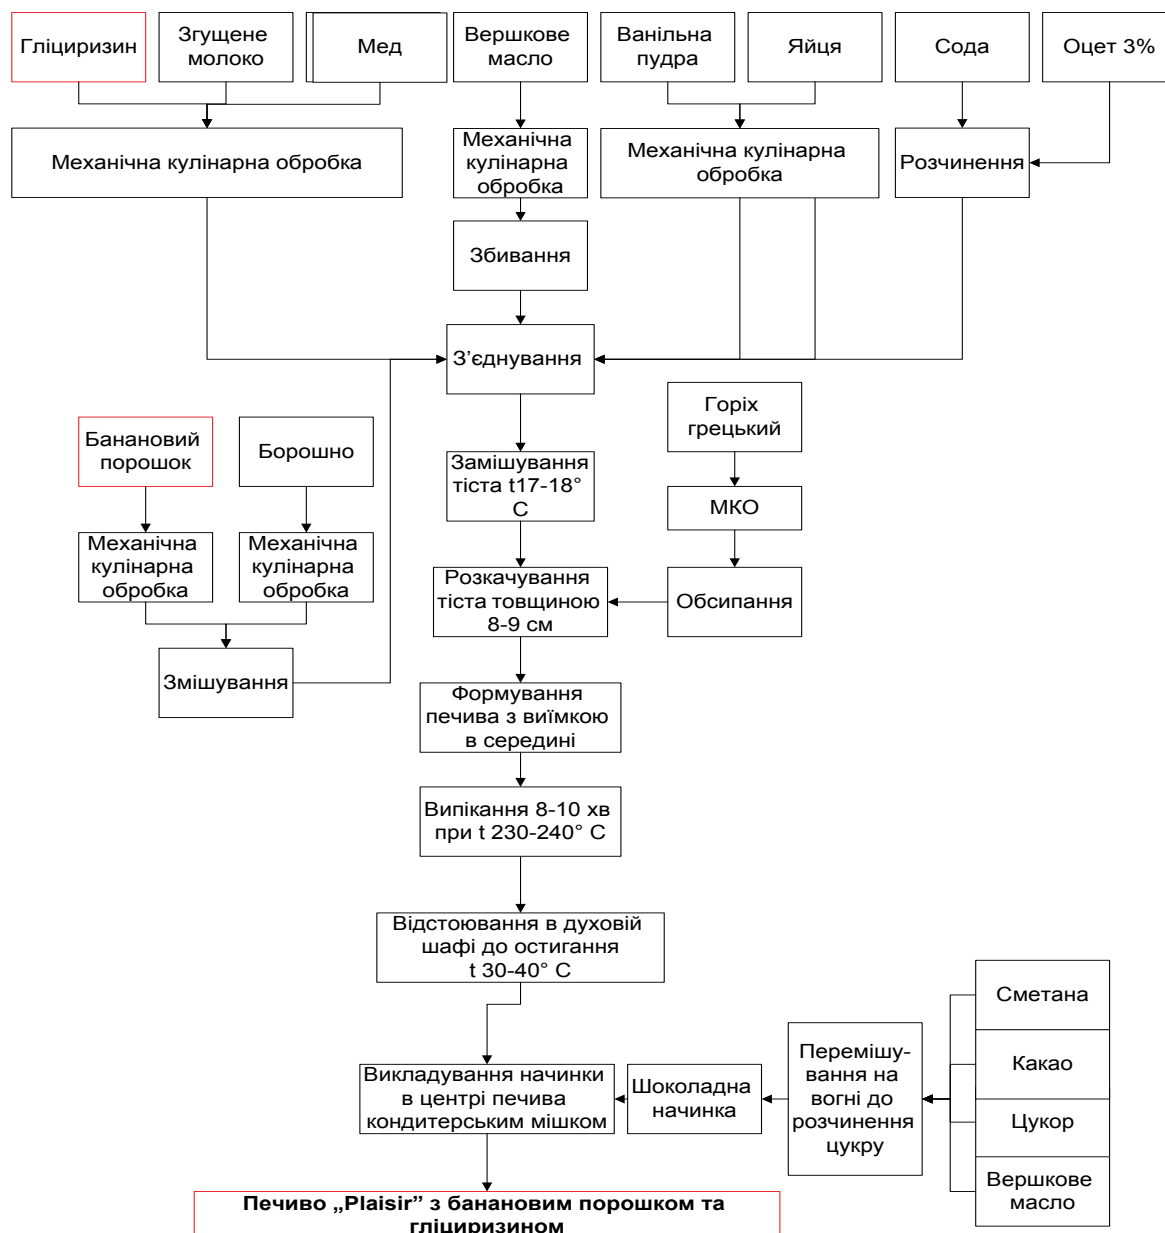 Гліциризин
Згущене
молоко
Мед
Вершкове
масло
Ванільна
пудра
Яйця
Сода
Оцет 3%
Механічна кулінарна обробка
Механічна
кулінарна
обробка
Механічна кулінарна
обробка
Розчинення
Збивання
З’єднування
Банановий
порошок
Борошно
Замішування
тіста t17-18°
С
Горіх
грецький
МКО
Механічна
кулінарна
обробка
Механічна
кулінарна
обробка
Розкачування
тіста товщиною
8-9 см
Обсипання
Змішування
Формування
печива з виїмкою
в середині
Випікання 8-10 хв
при t 230-240° С
Відстоювання в духовій
шафі до остигання
t 30-40° С
Сметана
Какао
Цукор
Вершкове
масло
Перемішу-
вання на
вогні до
розчинення
цукру
Шоколадна
начинка
Викладування начинки
в центрі печива
кондитерським мішком
Печиво „Plaisir” з банановим порошком та
гліциризином